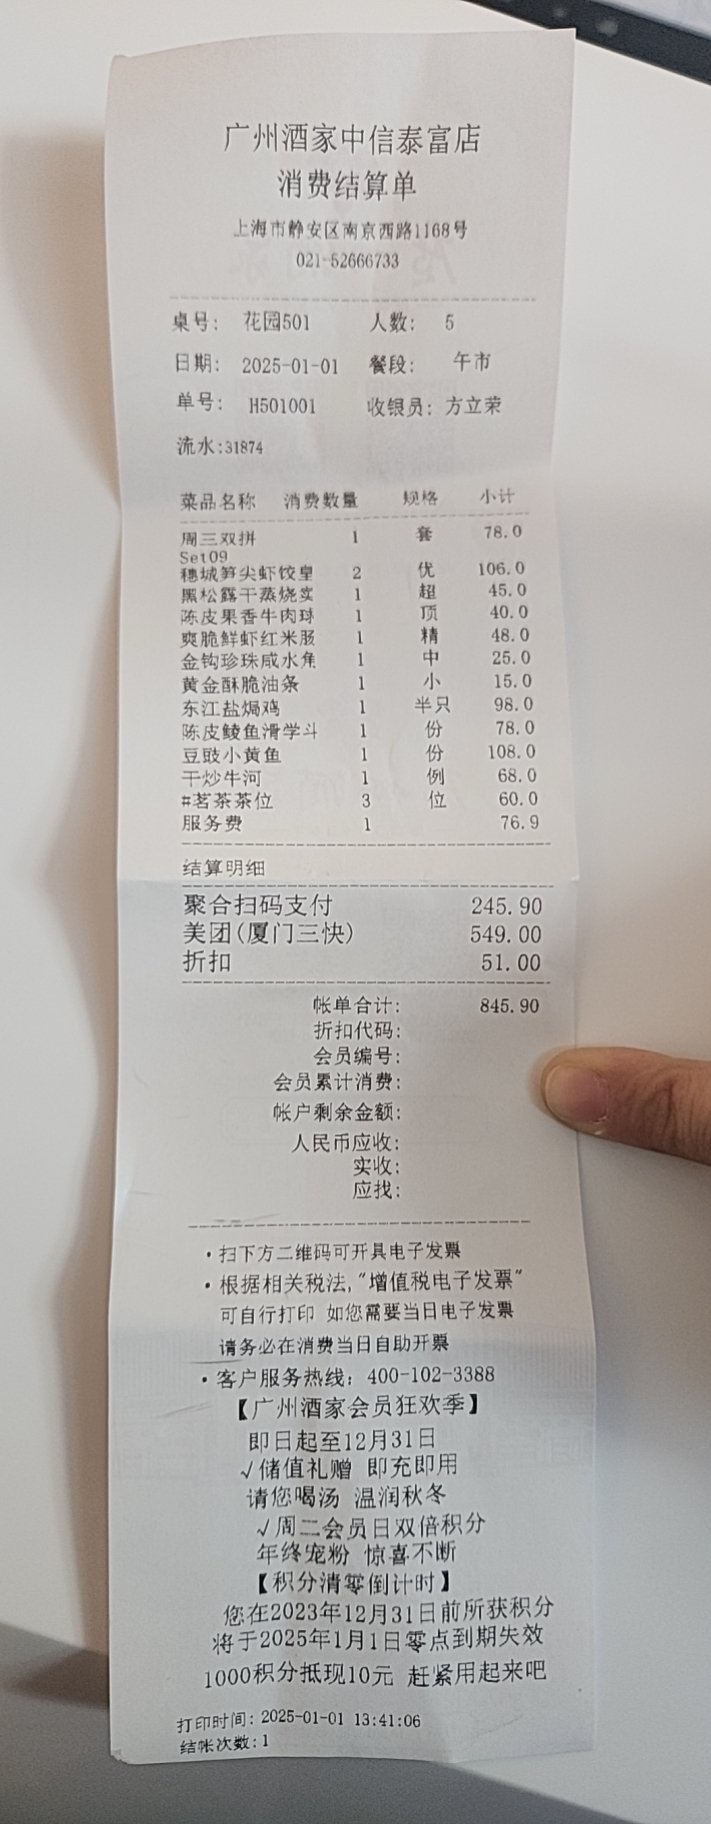 广州酒家中信泰富店
消费结算单
上海市静安区南京西路1168号
021-52666733
桌号: 花园501 人数: 5
日期: 2025-01-01 餐段: 午市
单号: H501001 收银员: 方立荣
流水:31874
菜品名称 消费数量 规格 小计
周三双拼 1 套 78.0
Set09
穗城笋尖虾饺皇 2 优 106.0
黑松露干蒸烧卖 1 超 45.0
陈皮果香牛肉球 1 顶 40.0
爽脆鲜虾红米肠 1 精 48.0
金钩珍珠咸水角 1 中 25.0
黄金酥脆油条 1 小 15.0
东江盐焗鸡 1 半只 98.0
陈皮鲮鱼滑学斗 1 份 78.0
豆豉小黄鱼 1 份 108.0
干炒牛河 1 例 68.0
#茗茶茶位 3 位 60.0
服务费 1 76.9
结算明细
聚合扫码支付 245.90
美团(厦门三快) 549.00
折扣 51.00
帐单合计: 845.90
折扣代码:
会员编号:
会员累计消费:
帐户剩余金额:
人民币应收:
实收:
应找:
·扫下方二维码可开具电子发票
·根据相关税法,"增值税电子发票"
可自行打印 如您需要当日电子发票
请务必在消费当日自助开票
·客户服务热线: 400-102-3388
【广州酒家会员狂欢季】
即日起至12月31日
√储值礼赠 即充即用
请您喝汤 温润秋冬
√周二会员日双倍积分
年终宠粉 惊喜不断
【积分清零倒计时】
您在2023年12月31日前所获积分
将于2025年1月1日零点到期失效
1000积分抵现10元 赶紧用起来吧
打印时间: 2025-01-01 13:41:06
结帐次数:1